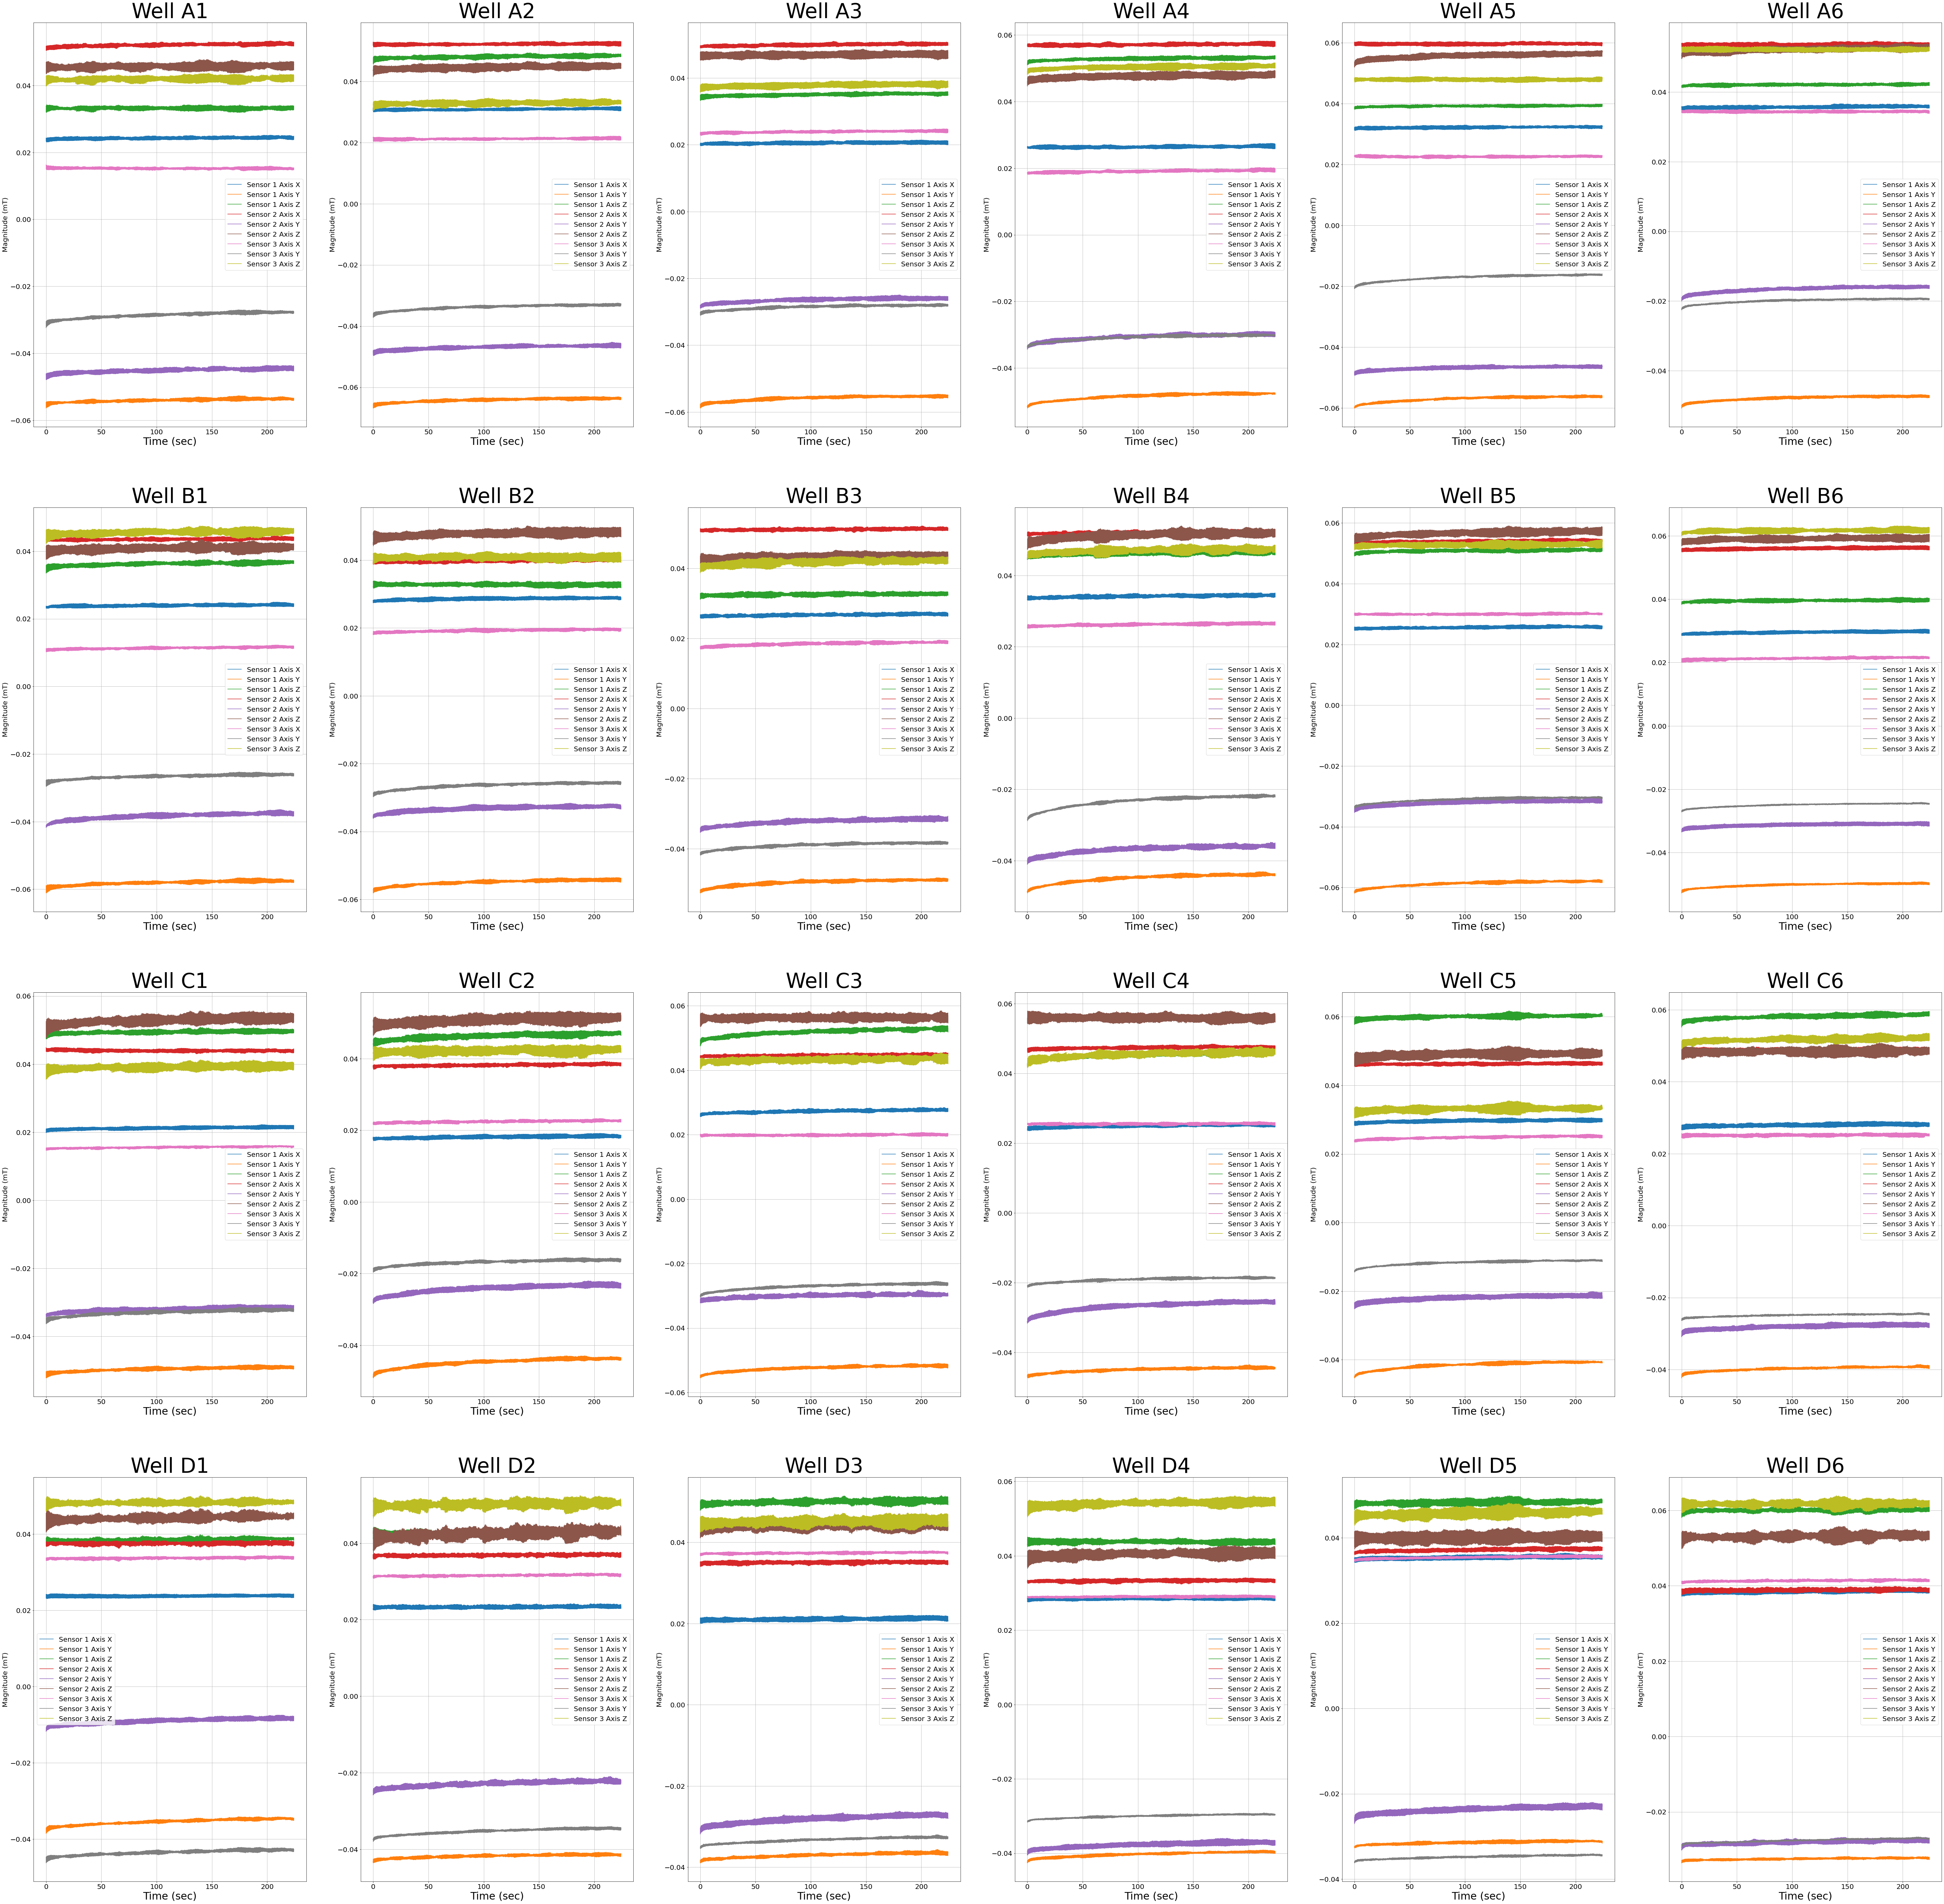 Well A1
Magnitude (mT)
0.04
0.02
0.00
−0.02
−0.04
−0.06
Sensor 1 Axis X
Sensor 1 Axis Y
Sensor 1 Axis Z
Sensor 2 Axis X
Sensor 2 Axis Y
Sensor 2 Axis Z
Sensor 3 Axis X
Sensor 3 Axis Y
Sensor 3 Axis Z
0 50 100 150 200
Time (sec)
Well A2
Magnitude (mT)
0.04
0.02
0.00
−0.02
−0.04
−0.06
Sensor 1 Axis X
Sensor 1 Axis Y
Sensor 1 Axis Z
Sensor 2 Axis X
Sensor 2 Axis Y
Sensor 2 Axis Z
Sensor 3 Axis X
Sensor 3 Axis Y
Sensor 3 Axis Z
0 50 100 150 200
Time (sec)
Well A3
Magnitude (mT)
0.04
0.02
0.00
−0.02
−0.04
−0.06
Sensor 1 Axis X
Sensor 1 Axis Y
Sensor 1 Axis Z
Sensor 2 Axis X
Sensor 2 Axis Y
Sensor 2 Axis Z
Sensor 3 Axis X
Sensor 3 Axis Y
Sensor 3 Axis Z
0 50 100 150 200
Time (sec)
Well A4
Magnitude (mT)
0.06
0.04
0.02
0.00
−0.02
−0.04
Sensor 1 Axis X
Sensor 1 Axis Y
Sensor 1 Axis Z
Sensor 2 Axis X
Sensor 2 Axis Y
Sensor 2 Axis Z
Sensor 3 Axis X
Sensor 3 Axis Y
Sensor 3 Axis Z
0 50 100 150 200
Time (sec)
Well A5
Magnitude (mT)
0.06
0.04
0.02
0.00
−0.02
−0.04
−0.06
Sensor 1 Axis X
Sensor 1 Axis Y
Sensor 1 Axis Z
Sensor 2 Axis X
Sensor 2 Axis Y
Sensor 2 Axis Z
Sensor 3 Axis X
Sensor 3 Axis Y
Sensor 3 Axis Z
0 50 100 150 200
Time (sec)
Well A6
Magnitude (mT)
0.04
0.02
0.00
−0.02
−0.04
Sensor 1 Axis X
Sensor 1 Axis Y
Sensor 1 Axis Z
Sensor 2 Axis X
Sensor 2 Axis Y
Sensor 2 Axis Z
Sensor 3 Axis X
Sensor 3 Axis Y
Sensor 3 Axis Z
0 50 100 150 200
Time (sec)
Well B1
Magnitude (mT)
0.04
0.02
0.00
−0.02
−0.04
−0.06
Sensor 1 Axis X
Sensor 1 Axis Y
Sensor 1 Axis Z
Sensor 2 Axis X
Sensor 2 Axis Y
Sensor 2 Axis Z
Sensor 3 Axis X
Sensor 3 Axis Y
Sensor 3 Axis Z
0 50 100 150 200
Time (sec)
Well B2
Magnitude (mT)
0.04
0.02
0.00
−0.02
−0.04
−0.06
Sensor 1 Axis X
Sensor 1 Axis Y
Sensor 1 Axis Z
Sensor 2 Axis X
Sensor 2 Axis Y
Sensor 2 Axis Z
Sensor 3 Axis X
Sensor 3 Axis Y
Sensor 3 Axis Z
0 50 100 150 200
Time (sec)
Well B3
Magnitude (mT)
0.04
0.02
0.00
−0.02
−0.04
Sensor 1 Axis X
Sensor 1 Axis Y
Sensor 1 Axis Z
Sensor 2 Axis X
Sensor 2 Axis Y
Sensor 2 Axis Z
Sensor 3 Axis X
Sensor 3 Axis Y
Sensor 3 Axis Z
0 50 100 150 200
Time (sec)
Well B4
Magnitude (mT)
0.04
0.02
0.00
−0.02
−0.04
Sensor 1 Axis X
Sensor 1 Axis Y
Sensor 1 Axis Z
Sensor 2 Axis X
Sensor 2 Axis Y
Sensor 2 Axis Z
Sensor 3 Axis X
Sensor 3 Axis Y
Sensor 3 Axis Z
0 50 100 150 200
Time (sec)
Well B5
Magnitude (mT)
0.06
0.04
0.02
0.00
−0.02
−0.04
−0.06
Sensor 1 Axis X
Sensor 1 Axis Y
Sensor 1 Axis Z
Sensor 2 Axis X
Sensor 2 Axis Y
Sensor 2 Axis Z
Sensor 3 Axis X
Sensor 3 Axis Y
Sensor 3 Axis Z
0 50 100 150 200
Time (sec)
Well B6
Magnitude (mT)
0.06
0.04
0.02
0.00
−0.02
−0.04
Sensor 1 Axis X
Sensor 1 Axis Y
Sensor 1 Axis Z
Sensor 2 Axis X
Sensor 2 Axis Y
Sensor 2 Axis Z
Sensor 3 Axis X
Sensor 3 Axis Y
Sensor 3 Axis Z
0 50 100 150 200
Time (sec)
Well C1
Magnitude (mT)
0.06
0.04
0.02
0.00
−0.02
−0.04
Sensor 1 Axis X
Sensor 1 Axis Y
Sensor 1 Axis Z
Sensor 2 Axis X
Sensor 2 Axis Y
Sensor 2 Axis Z
Sensor 3 Axis X
Sensor 3 Axis Y
Sensor 3 Axis Z
0 50 100 150 200
Time (sec)
Well C2
Magnitude (mT)
0.04
0.02
0.00
−0.02
−0.04
Sensor 1 Axis X
Sensor 1 Axis Y
Sensor 1 Axis Z
Sensor 2 Axis X
Sensor 2 Axis Y
Sensor 2 Axis Z
Sensor 3 Axis X
Sensor 3 Axis Y
Sensor 3 Axis Z
0 50 100 150 200
Time (sec)
Well C3
Magnitude (mT)
0.06
0.04
0.02
0.00
−0.02
−0.04
−0.06
Sensor 1 Axis X
Sensor 1 Axis Y
Sensor 1 Axis Z
Sensor 2 Axis X
Sensor 2 Axis Y
Sensor 2 Axis Z
Sensor 3 Axis X
Sensor 3 Axis Y
Sensor 3 Axis Z
0 50 100 150 200
Time (sec)
Well C4
Magnitude (mT)
0.06
0.04
0.02
0.00
−0.02
−0.04
Sensor 1 Axis X
Sensor 1 Axis Y
Sensor 1 Axis Z
Sensor 2 Axis X
Sensor 2 Axis Y
Sensor 2 Axis Z
Sensor 3 Axis X
Sensor 3 Axis Y
Sensor 3 Axis Z
0 50 100 150 200
Time (sec)
Well C5
Magnitude (mT)
0.06
0.04
0.02
0.00
−0.02
−0.04
Sensor 1 Axis X
Sensor 1 Axis Y
Sensor 1 Axis Z
Sensor 2 Axis X
Sensor 2 Axis Y
Sensor 2 Axis Z
Sensor 3 Axis X
Sensor 3 Axis Y
Sensor 3 Axis Z
0 50 100 150 200
Time (sec)
Well C6
Magnitude (mT)
0.06
0.04
0.02
0.00
−0.02
−0.04
Sensor 1 Axis X
Sensor 1 Axis Y
Sensor 1 Axis Z
Sensor 2 Axis X
Sensor 2 Axis Y
Sensor 2 Axis Z
Sensor 3 Axis X
Sensor 3 Axis Y
Sensor 3 Axis Z
0 50 100 150 200
Time (sec)
Well D1
Magnitude (mT)
0.04
0.02
0.00
−0.02
−0.04
Sensor 1 Axis X
Sensor 1 Axis Y
Sensor 1 Axis Z
Sensor 2 Axis X
Sensor 2 Axis Y
Sensor 2 Axis Z
Sensor 3 Axis X
Sensor 3 Axis Y
Sensor 3 Axis Z
0 50 100 150 200
Time (sec)
Well D2
Magnitude (mT)
0.04
0.02
0.00
−0.02
−0.04
Sensor 1 Axis X
Sensor 1 Axis Y
Sensor 1 Axis Z
Sensor 2 Axis X
Sensor 2 Axis Y
Sensor 2 Axis Z
Sensor 3 Axis X
Sensor 3 Axis Y
Sensor 3 Axis Z
0 50 100 150 200
Time (sec)
Well D3
Magnitude (mT)
0.04
0.02
0.00
−0.02
−0.04
Sensor 1 Axis X
Sensor 1 Axis Y
Sensor 1 Axis Z
Sensor 2 Axis X
Sensor 2 Axis Y
Sensor 2 Axis Z
Sensor 3 Axis X
Sensor 3 Axis Y
Sensor 3 Axis Z
0 50 100 150 200
Time (sec)
Well D4
Magnitude (mT)
0.06
0.04
0.02
0.00
−0.02
−0.04
Sensor 1 Axis X
Sensor 1 Axis Y
Sensor 1 Axis Z
Sensor 2 Axis X
Sensor 2 Axis Y
Sensor 2 Axis Z
Sensor 3 Axis X
Sensor 3 Axis Y
Sensor 3 Axis Z
0 50 100 150 200
Time (sec)
Well D5
Magnitude (mT)
0.04
0.02
0.00
−0.02
−0.04
Sensor 1 Axis X
Sensor 1 Axis Y
Sensor 1 Axis Z
Sensor 2 Axis X
Sensor 2 Axis Y
Sensor 2 Axis Z
Sensor 3 Axis X
Sensor 3 Axis Y
Sensor 3 Axis Z
0 50 100 150 200
Time (sec)
Well D6
Magnitude (mT)
0.06
0.04
0.02
0.00
−0.02
Sensor 1 Axis X
Sensor 1 Axis Y
Sensor 1 Axis Z
Sensor 2 Axis X
Sensor 2 Axis Y
Sensor 2 Axis Z
Sensor 3 Axis X
Sensor 3 Axis Y
Sensor 3 Axis Z
0 50 100 150 200
Time (sec)